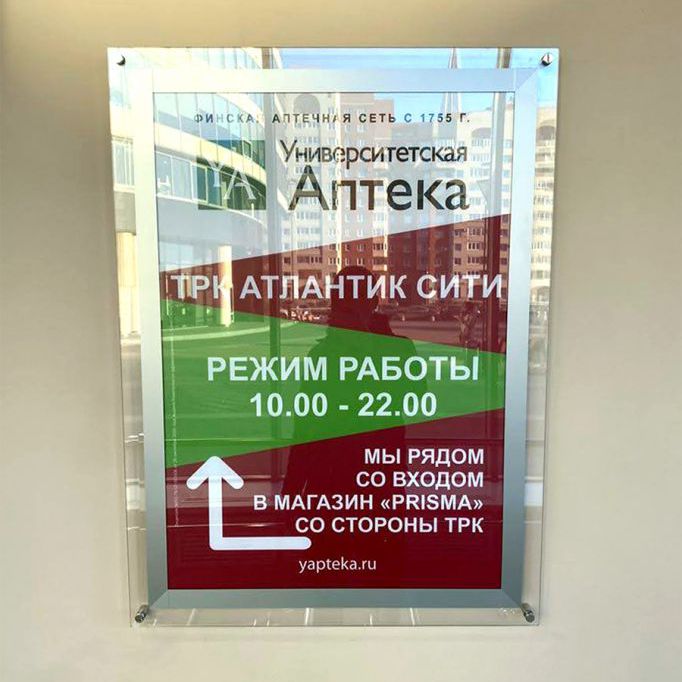 ФИНСКАЯ АПТЕЧНАЯ СЕТЬ С 1755 Г.
УА
Университетская
Аптека
ТРК АТЛАНТИК СИТИ
РЕЖИМ РАБОТЫ
10.00 - 22.00
МЫ РЯДОМ
СО ВХОДОМ
В МАГАЗИН «PRISMA»
СО СТОРОНЫ ТРК
yapteka.ru